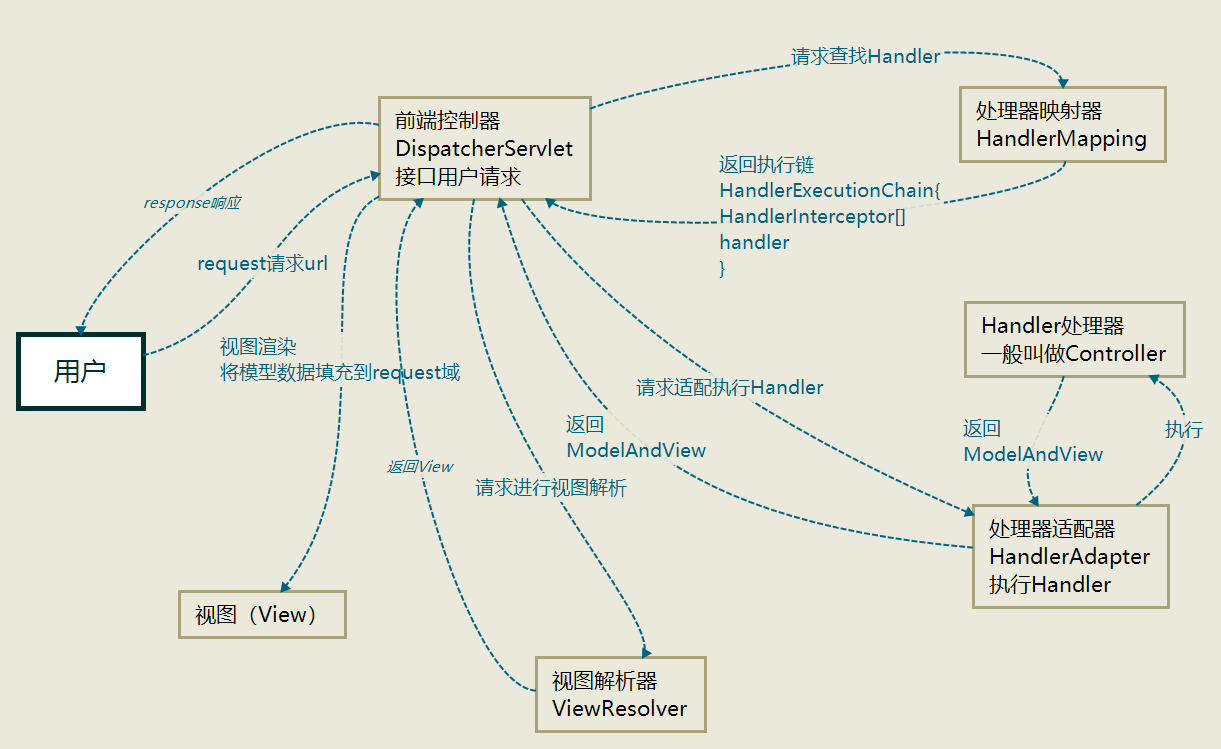 请求查找Handler
前端控制器
DispatcherServlet
接口用户请求
处理器映射器
HandlerMapping
返回执行链
HandlerExecutionChain{
HandlerInterceptor[]
handler
}
response响应
request请求url
用户
视图渲染
将模型数据填充到request域
Handler处理器
一般叫做Controller
请求适配执行Handler
返回
ModelAndView
返回
ModelAndView
执行
返回View
请求进行视图解析
处理器适配器
HandlerAdapter
执行Handler
视图（View）
视图解析器
ViewResolver